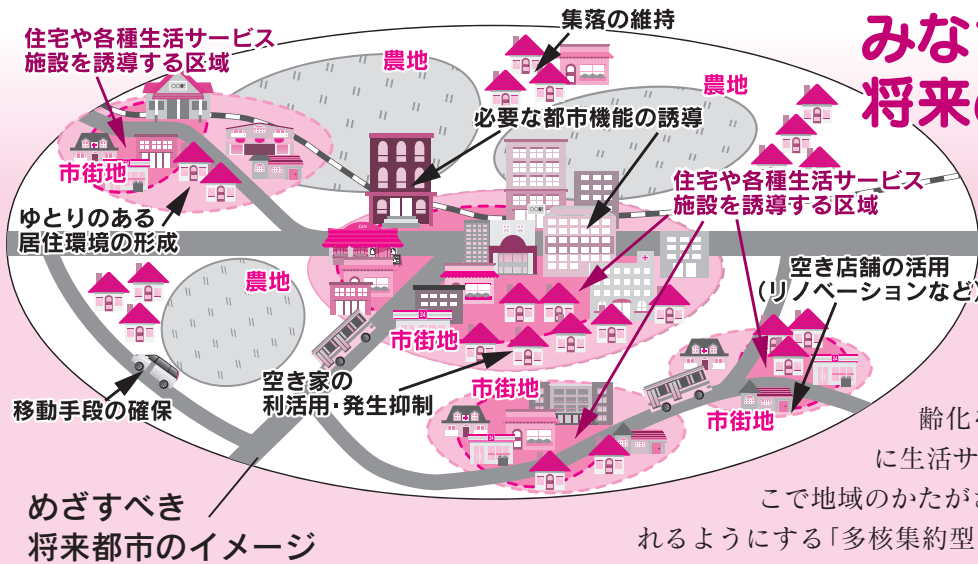 みな
将来
集落の維持
住宅や各種生活サービス
施設を誘導する区域
農地
農地
必要な都市機能の誘導
市街地
住宅や各種生活サービス
施設を誘導する区域
ゆとりのある
居住環境の形成
農地
空き店舗の活用
（リノベーションなど）
市街地
24
空き家の
利活用・発生抑制
市街地
移動手段の確保
市街地
めざすべき
将来都市のイメージ
齢化
に生活サ
こで地域のかたが
れるようにする「多核集約型